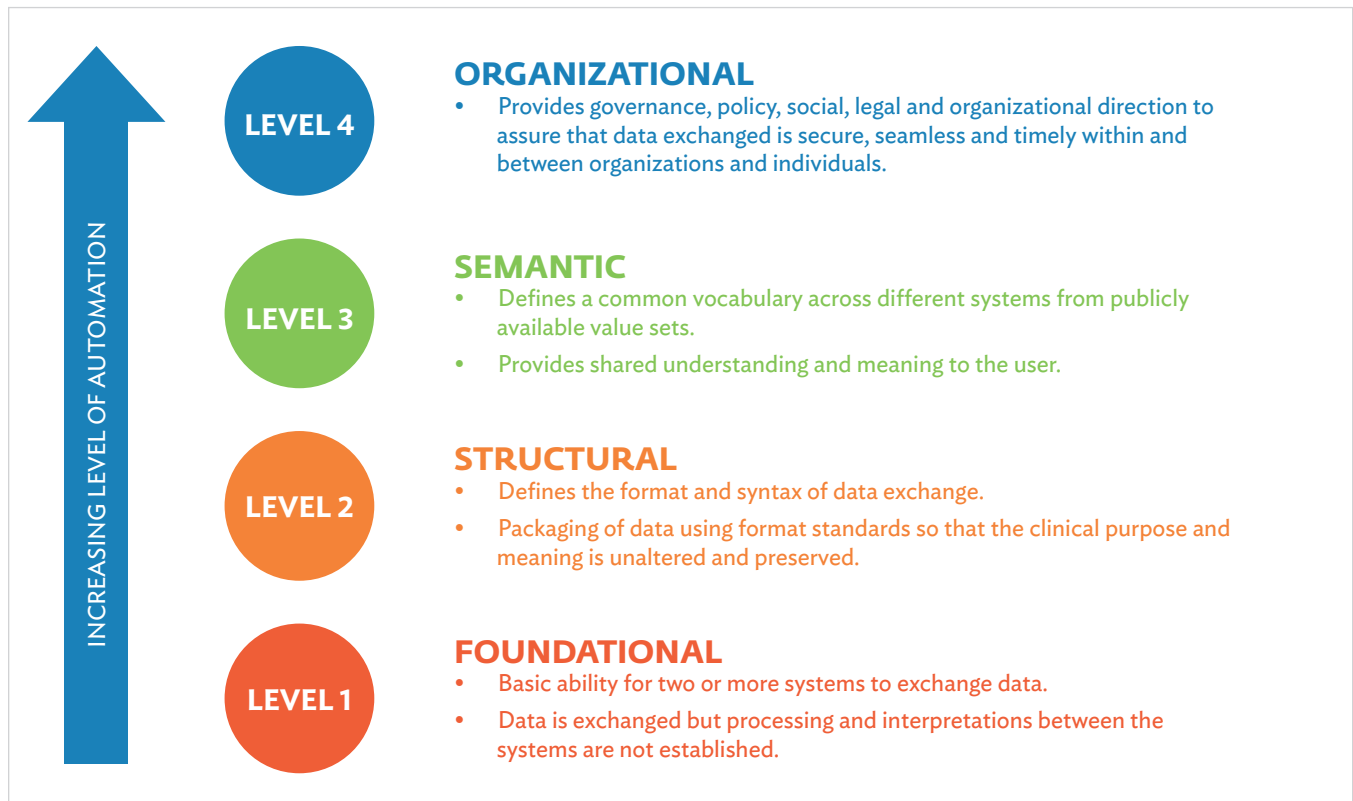 INCREASING LEVEL OF AUTOMATION
LEVEL 4
ORGANIZATIONAL
• Provides governance, policy, social, legal and organizational direction to
assure that data exchanged is secure, seamless and timely within and
between organizations and individuals.
LEVEL 3
SEMANTIC
• Defines a common vocabulary across different systems from publicly
available value sets.
• Provides shared understanding and meaning to the user.
LEVEL 2
STRUCTURAL
• Defines the format and syntax of data exchange.
• Packaging of data using format standards so that the clinical purpose and
meaning is unaltered and preserved.
LEVEL 1
FOUNDATIONAL
• Basic ability for two or more systems to exchange data.
• Data is exchanged but processing and interpretations between the
systems are not established.